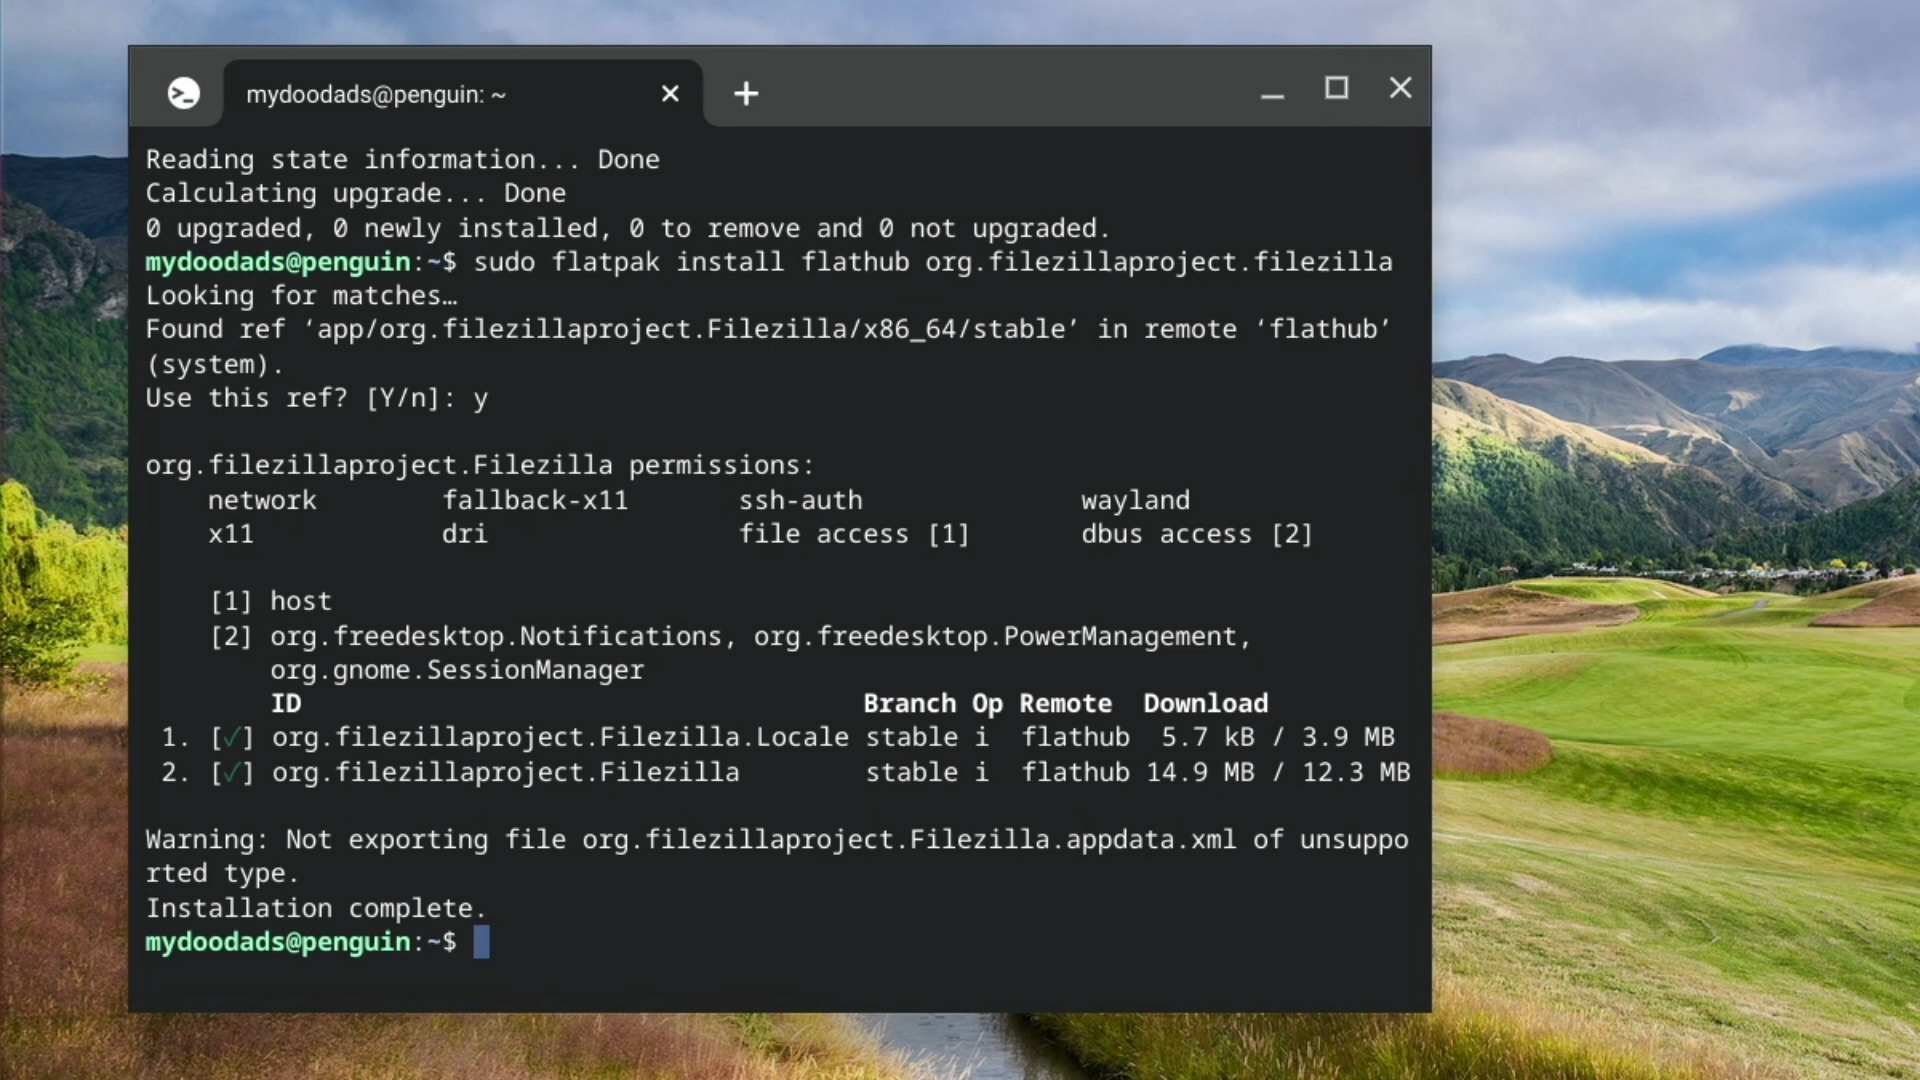 mydoodads@penguin: ~
Reading state information... Done
Calculating upgrade... Done
0 upgraded, 0 newly installed, 0 to remove and 0 not upgraded.
mydoodads@penguin:~$ sudo flatpak install flathub org.filezillaproject.filezilla
Looking for matches…
Found ref ‘app/org.filezillaproject.Filezilla/x86_64/stable’ in remote ‘flathub’
(system).
Use this ref? [Y/n]: y
org.filezillaproject.Filezilla permissions:
network fallback-x11 ssh-auth wayland
x11 dri file access [1] dbus access [2]
[1] host
[2] org.freedesktop.Notifications, org.freedesktop.PowerManagement,
org.gnome.SessionManager
ID Branch Op Remote Download
1. [✓] org.filezillaproject.Filezilla.Locale stable i flathub 5.7 kB / 3.9 MB
2. [✓] org.filezillaproject.Filezilla stable i flathub 14.9 MB / 12.3 MB
Warning: Not exporting file org.filezillaproject.Filezilla.appdata.xml of unsuppo
rted type.
Installation complete.
mydoodads@penguin:~$